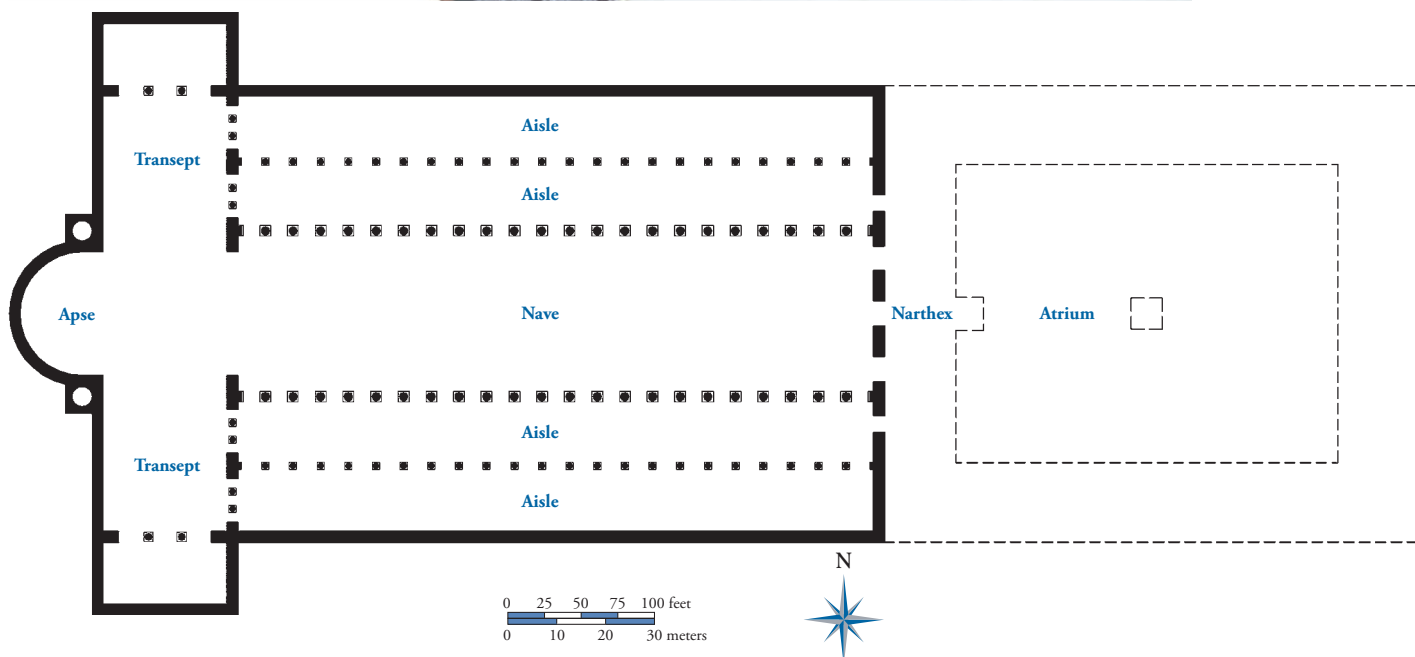 Aisle
Transept
Aisle
Apse
Nave
Narthex
Atrium
Aisle
Transept
Aisle
N
0 25 50 75 100 feet
0 10 20 30 meters